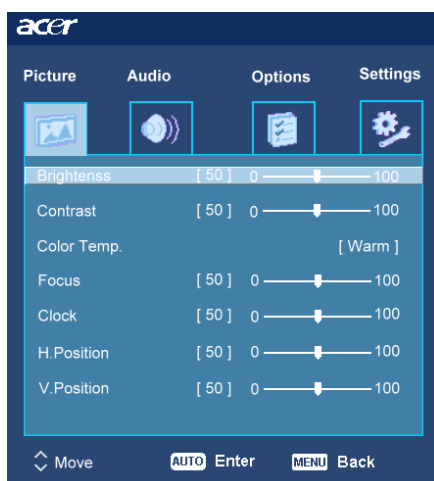 acer
Picture Audio Options Settings
Brightenss [ 50 ] 0 100
Contrast [ 50 ] 0 100
Color Temp. [ Warm ]
Focus [ 50 ] 0 100
Clock [ 50 ] 0 100
H.Position [ 50 ] 0 100
V.Position [ 50 ] 0 100
Move AUTO Enter MENU Back